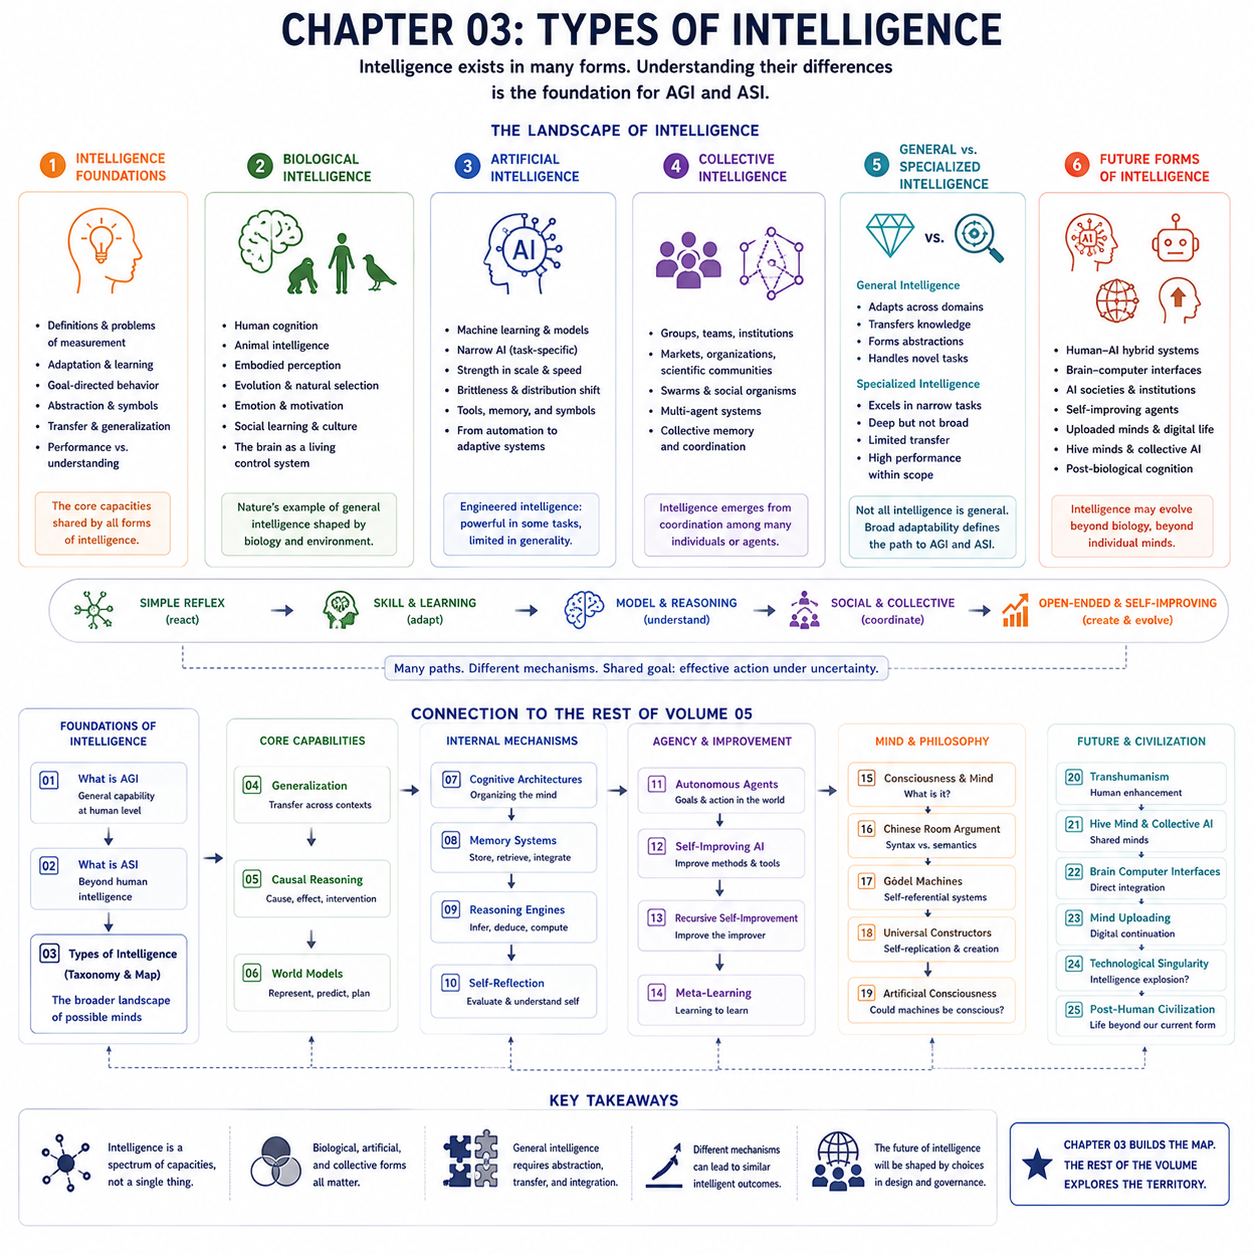 CHAPTER 03: TYPES OF INTELLIGENCE
Intelligence exists in many forms. Understanding their differences
is the foundation for AGI and ASI.
THE LANDSCAPE OF INTELLIGENCE
1
INTELLIGENCE
FOUNDATIONS
• Definitions & problems
of measurement
• Adaptation & learning
• Goal-directed behavior
• Abstraction & symbols
• Transfer & generalization
• Performance vs.
understanding
The core capacities
shared by all forms
of intelligence.
2
BIOLOGICAL
INTELLIGENCE
• Human cognition
• Animal intelligence
• Embodied perception
• Evolution & natural selection
• Emotion & motivation
• Social learning & culture
• The brain as a living
control system
Nature's example of general
intelligence shaped by
biology and environment.
3
ARTIFICIAL
INTELLIGENCE
AI
• Machine learning & models
• Narrow AI (task-specific)
• Strength in scale & speed
• Brittleness & distribution shift
• Tools, memory, and symbols
• From automation to
adaptive systems
Engineered intelligence:
powerful in some tasks,
limited in generality.
4
COLLECTIVE
INTELLIGENCE
• Groups, teams, institutions
• Markets, organizations,
scientific communities
• Swarms & social organisms
• Multi-agent systems
• Collective memory
and coordination
Intelligence emerges from
coordination among many
individuals or agents.
5
GENERAL vs.
SPECIALIZED
INTELLIGENCE
VS.
General Intelligence
• Adapts across domains
• Transfers knowledge
• Forms abstractions
• Handles novel tasks
Specialized Intelligence
• Excels in narrow tasks
• Deep but not broad
• Limited transfer
• High performance
within scope
Not all intelligence is general.
Broad adaptability defines
the path to AGI and ASI.
6
FUTURE FORMS
OF INTELLIGENCE
AI
• Human–AI hybrid systems
• Brain–computer interfaces
• AI societies & institutions
• Self-improving agents
• Uploaded minds & digital life
• Hive minds & collective AI
• Post-biological cognition
Intelligence may evolve
beyond biology, beyond
individual minds.
SIMPLE REFLEX
(react)
SKILL & LEARNING
(adapt)
MODEL & REASONING
(understand)
SOCIAL & COLLECTIVE
(coordinate)
OPEN-ENDED & SELF-IMPROVING
(create & evolve)
Many paths. Different mechanisms. Shared goal: effective action under uncertainty.
CONNECTION TO THE REST OF VOLUME 05
FOUNDATIONS OF
INTELLIGENCE
01 What is AGI
General capability
at human level
02 What is ASI
Beyond human
intelligence
03 Types of Intelligence
(Taxonomy & Map)
The broader landscape
of possible minds
CORE CAPABILITIES
04 Generalization
Transfer across contexts
05 Causal Reasoning
Cause, effect, intervention
06 World Models
Represent, predict, plan
INTERNAL MECHANISMS
07 Cognitive Architectures
Organizing the mind
08 Memory Systems
Store, retrieve, integrate
09 Reasoning Engines
Infer, deduce, compute
10 Self-Reflection
Evaluate & understand self
AGENCY & IMPROVEMENT
11 Autonomous Agents
Goals & action in the world
12 Self-Improving AI
Improve methods & tools
13 Recursive Self-Improvement
Improve the improver
14 Meta-Learning
Learning to learn
MIND & PHILOSOPHY
15 Consciousness & Mind
What is it?
16 Chinese Room Argument
Syntax vs. semantics
17 Gödel Machines
Self-referential systems
18 Universal Constructors
Self-replication & creation
19 Artificial Consciousness
Could machines be conscious?
FUTURE & CIVILIZATION
20 Transhumanism
Human enhancement
21 Hive Mind & Collective AI
Shared minds
22 Brain Computer Interfaces
Direct integration
23 Mind Uploading
Digital continuation
24 Technological Singularity
Intelligence explosion?
25 Post-Human Civilization
Life beyond our current form
KEY TAKEAWAYS
Intelligence is a
spectrum of capacities,
not a single thing.
Biological, artificial,
and collective forms
all matter.
General intelligence
requires abstraction,
transfer, and integration.
Different mechanisms
can lead to similar
intelligent outcomes.
The future of intelligence
will be shaped by choices
in design and governance.
CHAPTER 03 BUILDS THE MAP.
THE REST OF THE VOLUME
EXPLORES THE TERRITORY.